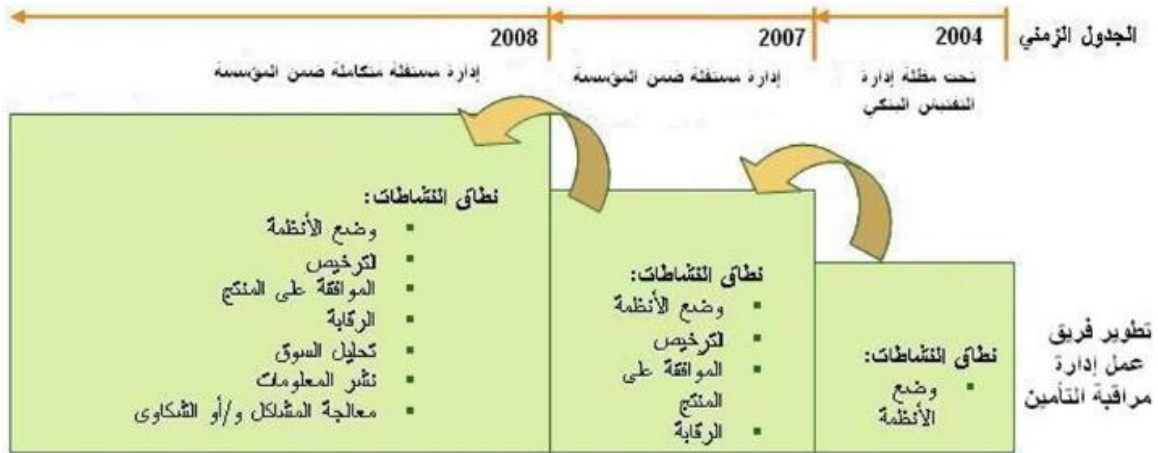 الجدول الزمني
2004
2007
2008
تحت مظلة إدارة
التفتيش البنكي
إدارة مستقلة ضمن المؤسسة
إدارة مستقلة متكاملة ضمن المؤسسة
تطوير فريق
عمل إدارة
مراقبة التأمين
نطاق النشاطات:
▪ وضع
الأنظمة
نطاق النشاطات:
▪ وضع الأنظمة
▪ الترخيص
▪ الموافقة على
المنتج
▪ الرقابة
نطاق النشاطات:
▪ وضع الأنظمة
▪ الترخيص
▪ الموافقة على المنتج
▪ الرقابة
▪ تحليل السوق
▪ نشر المعلومات
▪ معالجة المشاكل و/أو الشكاوى